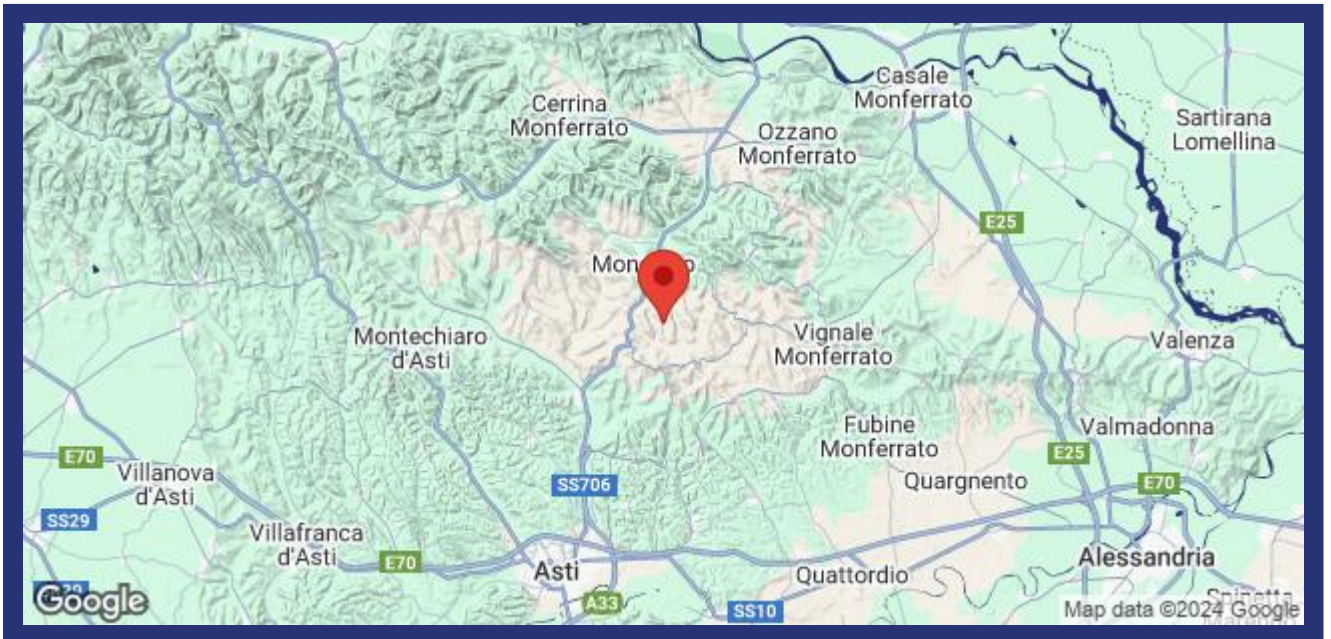 Casale
Monferrato
Cerrina
Monferrato
Ozzano
Monferrato
Sartirana
Lomellina
E25
Montechiaro
d'Asti
Vignale
Monferrato
Valenza
Fubine
Monferrato
Valmadonna
E70
Villanova
d'Asti
E25
SS706
Quargnento
E70
SS29
Villafranca
d'Asti
E70
Asti
Quattordio
Alessandria
Google
A33
SS10
Map data ©2024 Google